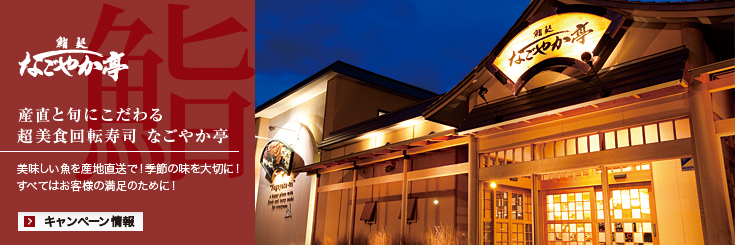 鮨
鮨処
なごやか亭
産直と旬にこだわる
超美食回転寿司 なごやか亭
美味しい魚を産地直送で！季節の味を大切に！
すべてはお客様の満足のために！
キャンペーン情報
鮨処
なごやか亭